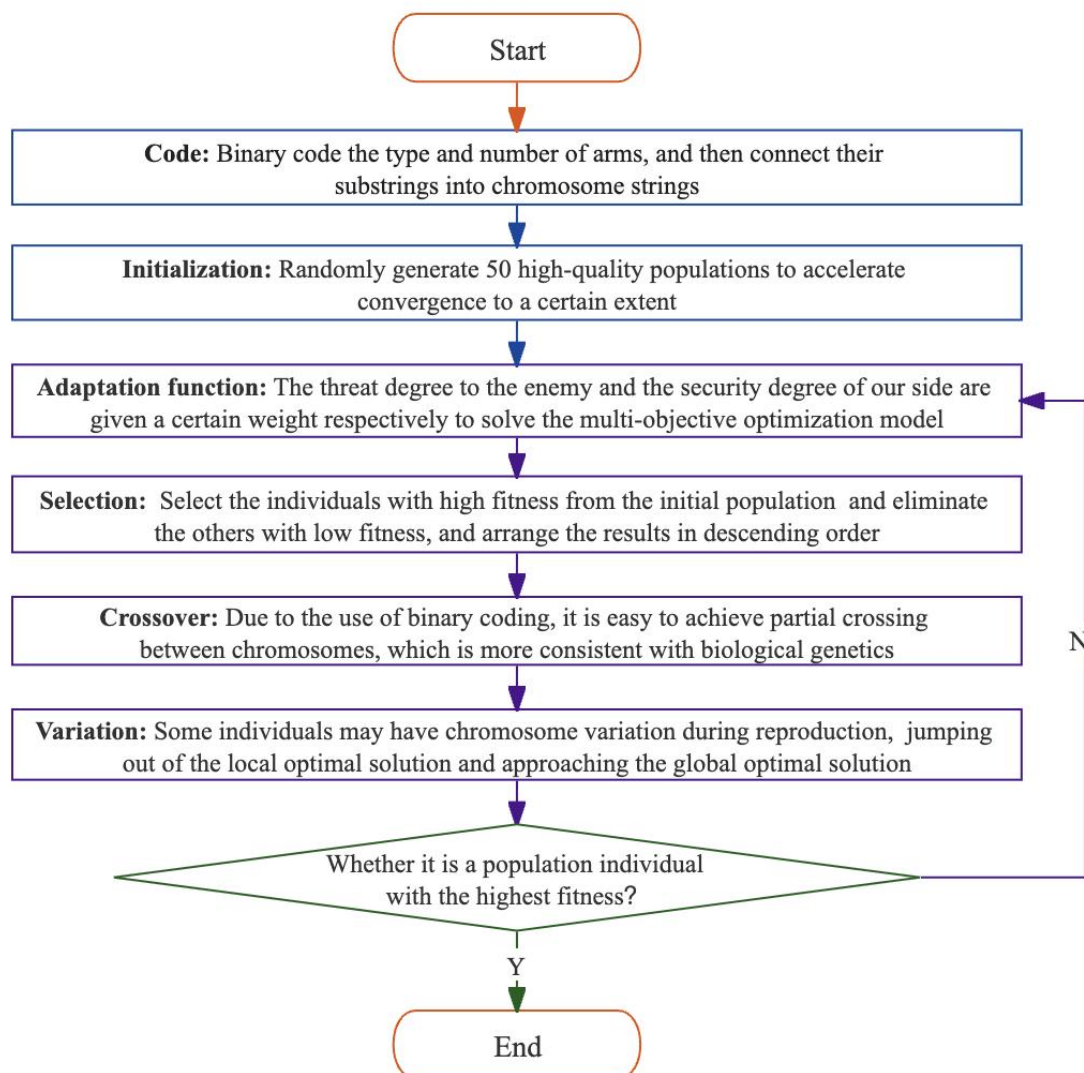 Start
Code: Binary code the type and number of arms, and then connect their
substrings into chromosome strings
Initialization: Randomly generate 50 high-quality populations to accelerate
convergence to a certain extent
Adaptation function: The threat degree to the enemy and the security degree of our side are
given a certain weight respectively to solve the multi-objective optimization model
Selection: Select the individuals with high fitness from the initial population and eliminate
the others with low fitness, and arrange the results in descending order
Crossover: Due to the use of binary coding, it is easy to achieve partial crossing
between chromosomes, which is more consistent with biological genetics
N
Variation: Some individuals may have chromosome variation during reproduction, jumping
out of the local optimal solution and approaching the global optimal solution
Whether it is a population individual
with the highest fitness?
Y
End